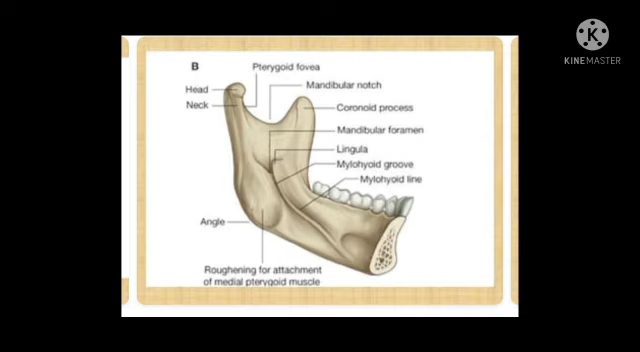 B
Pterygoid fovea
Mandibular notch
Head
Neck
Coronoid process
Mandibular foramen
Lingula
Mylohyoid groove
Mylohyoid line
Angle
Roughening for attachment
of medial pterygoid muscle
K
KINEMASTER